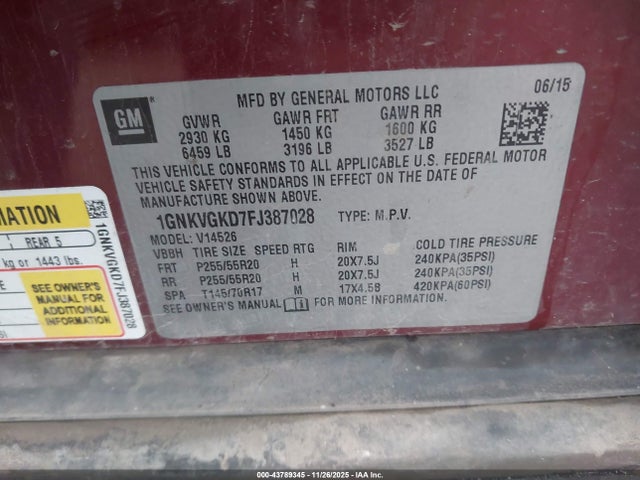 GM
MFD BY GENERAL MOTORS LLC
06/15
GVWR GAWR FRT GAWR RR
2930 KG 1450 KG 1600 KG
6459 LB 3196 LB 3527 LB
THIS VEHICLE CONFORMS TO ALL APPLICABLE U.S. FEDERAL MOTOR
VEHICLE SAFETY STANDARDS IN EFFECT ON THE DATE OF
MANUFACTURE SHOWN ABOVE.
1GNKVGKD7FJ387028 TYPE: M.P.V.
MODEL: V14526
VBBH TIRE SIZE SPEED RTG RIM COLD TIRE PRESSURE
FRT P255/55R20 H 20X7.5J 240KPA(35PSI)
RR P255/55R20 H 20X7.5J 240KPA(35PSI)
SPA T145/70R17 M 17X4.5B 420KPA(60PSI)
SEE OWNER'S MANUAL FOR MORE INFORMATION.
MATION
REAR 5
kg or 1443 lbs.
SEE OWNER'S
MANUAL FOR
ADDITIONAL
INFORMATION
1GNKVGKD7FJ387028
000-43789345 11/26/2025 IAA Inc.